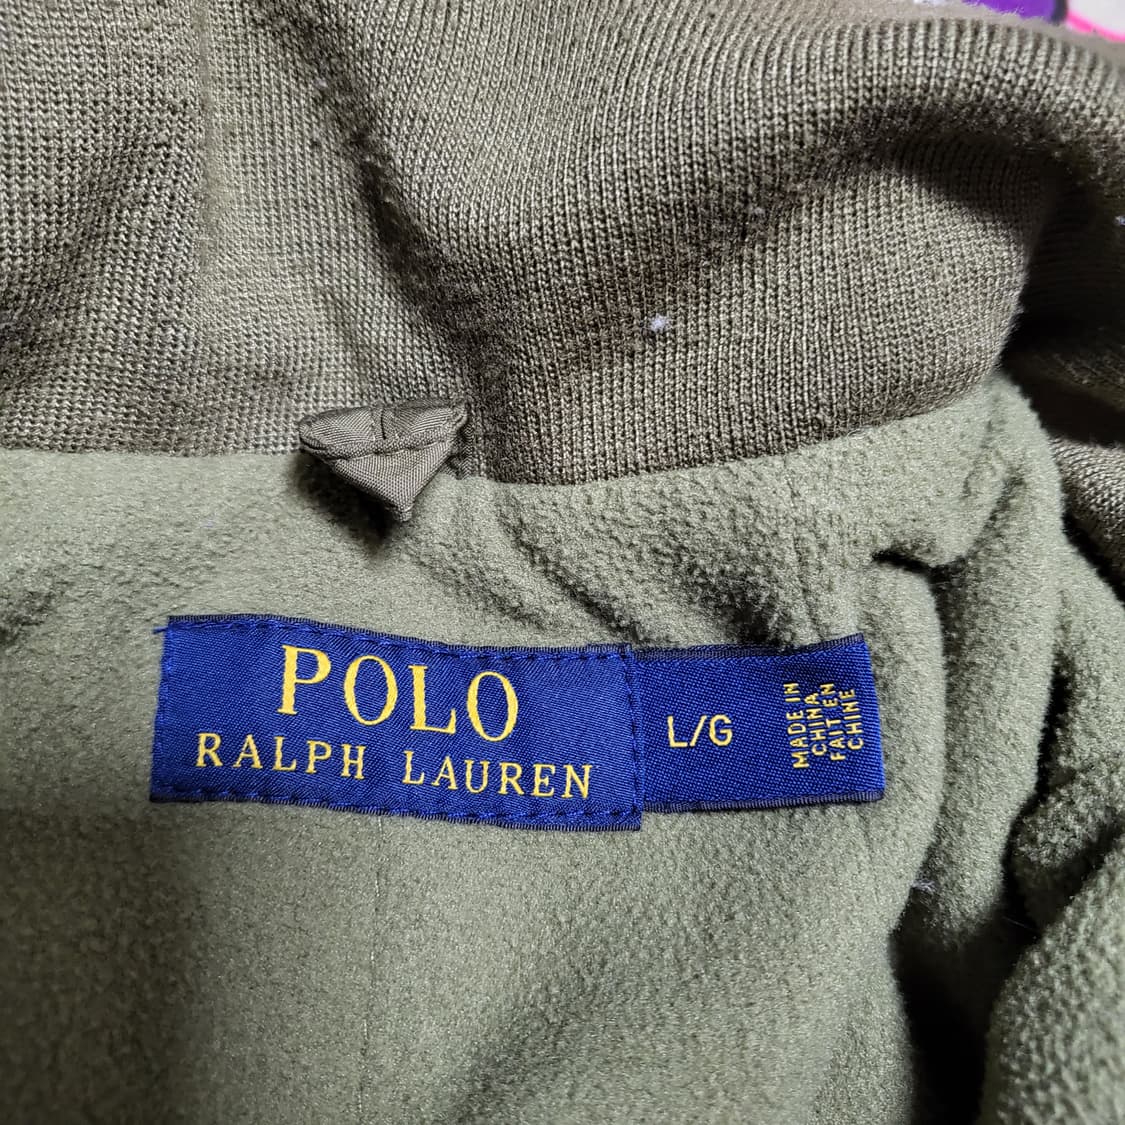 POLO
RALPH LAUREN
L/G
MADE IN
CHINA
FAIT EN
CHINE